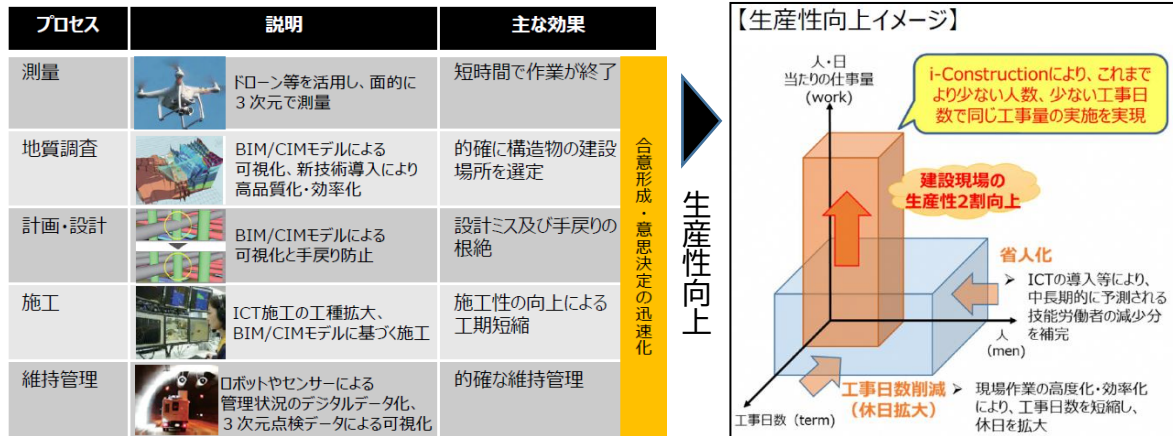 プロセス
説明
主な効果
測量
ドローン等を活用し、面的に
３次元で測量
短時間で作業が終了
地質調査
BIM/CIMモデルによる
可視化、新技術導入により
高品質化・効率化
的確に構造物の建設
場所を選定
計画・設計
BIM/CIMモデルによる
可視化と手戻り防止
設計ミス及び手戻りの
根絶
施工
ICT施工の工種拡大、
BIM/CIMモデルに基づく施工
施工性の向上による
工期短縮
維持管理
ロボットやセンサーによる
管理状況のデジタルデータ化、
３次元点検データによる可視化
的確な維持管理
合意形成・意思決定の迅速化
生産性向上
【生産性向上イメージ】
人・日
当たりの仕事量
(work)
i-Constructionにより、これまで
より少ない人数、少ない工事日
数で同じ工事量の実施を実現
建設現場の
生産性2割向上
省人化
➢ ICTの導入等により、
中長期的に予測される
技能労働者の減少分
を補完
人
(men)
工事日数削減
（休日拡大）
➢ 現場作業の高度化・効率化
により、工事日数を短縮し、
休日を拡大
工事日数（term）